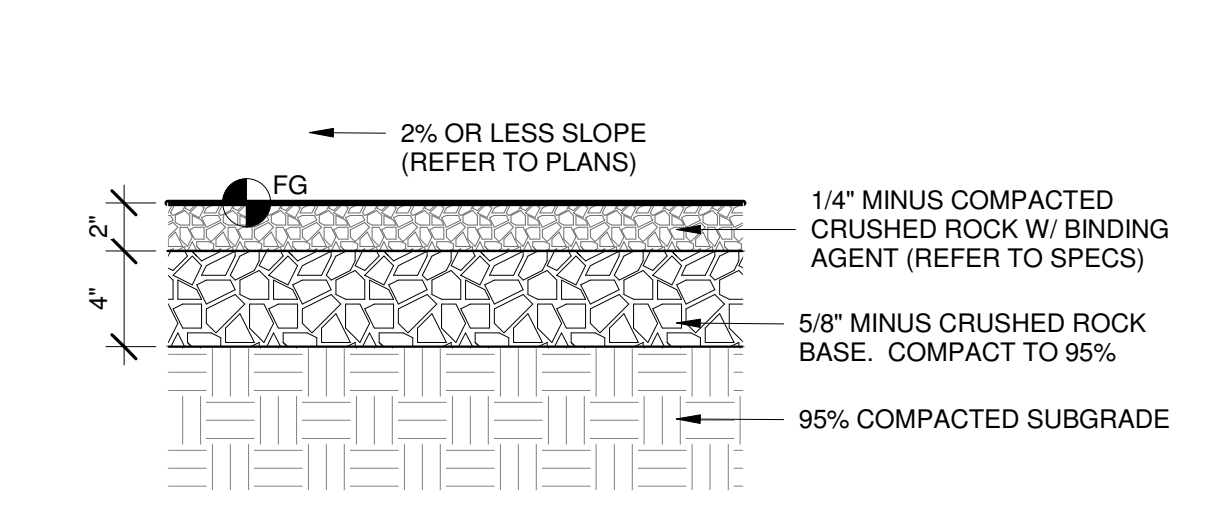 2% OR LESS SLOPE
(REFER TO PLANS)
FG
2"
4"
1/4" MINUS COMPACTED
CRUSHED ROCK W/ BINDING
AGENT (REFER TO SPECS)
5/8" MINUS CRUSHED ROCK
BASE. COMPACT TO 95%
95% COMPACTED SUBGRADE